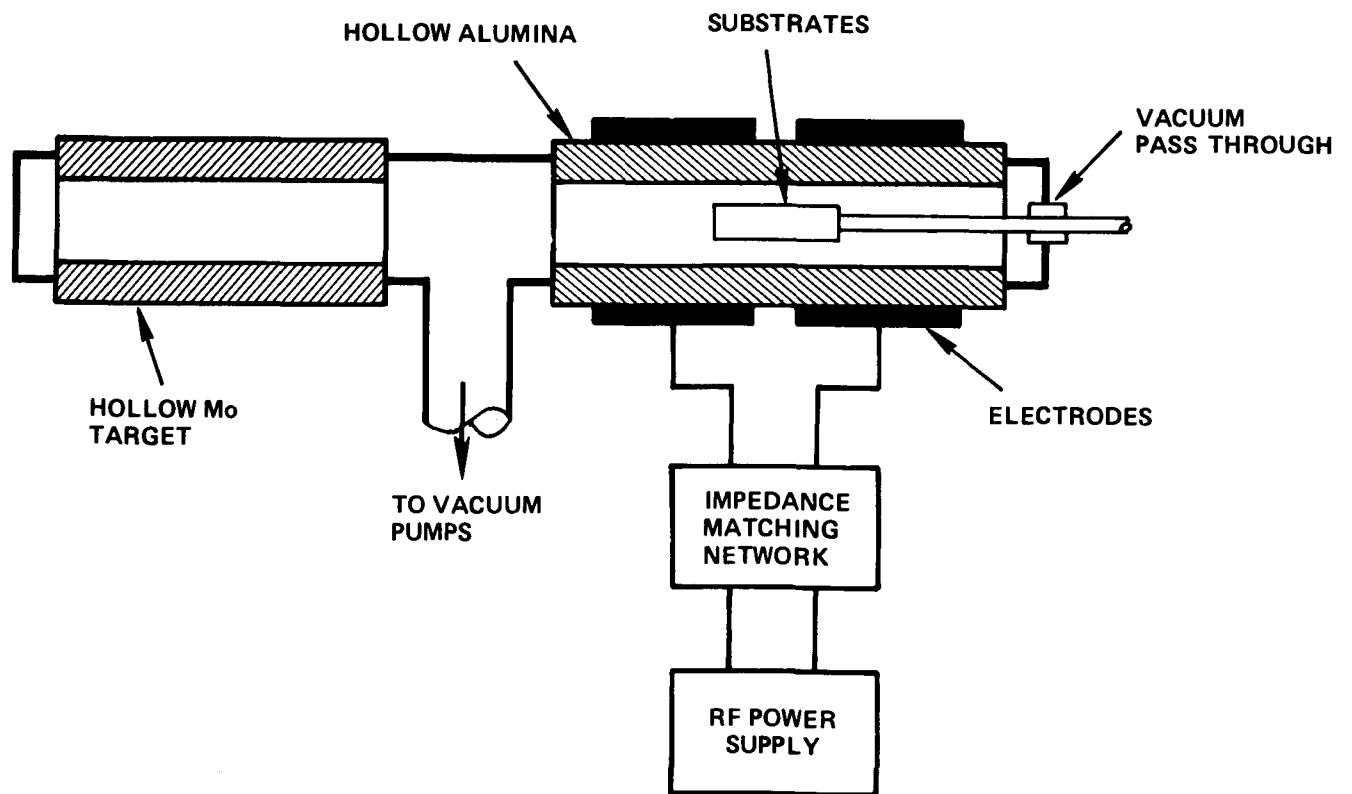 HOLLOW ALUMINA
SUBSTRATES
VACUUM
PASS THROUGH
HOLLOW Mo
TARGET
TO VACUUM
PUMPS
ELECTRODES
IMPEDANCE
MATCHING
NETWORK
RF POWER
SUPPLY